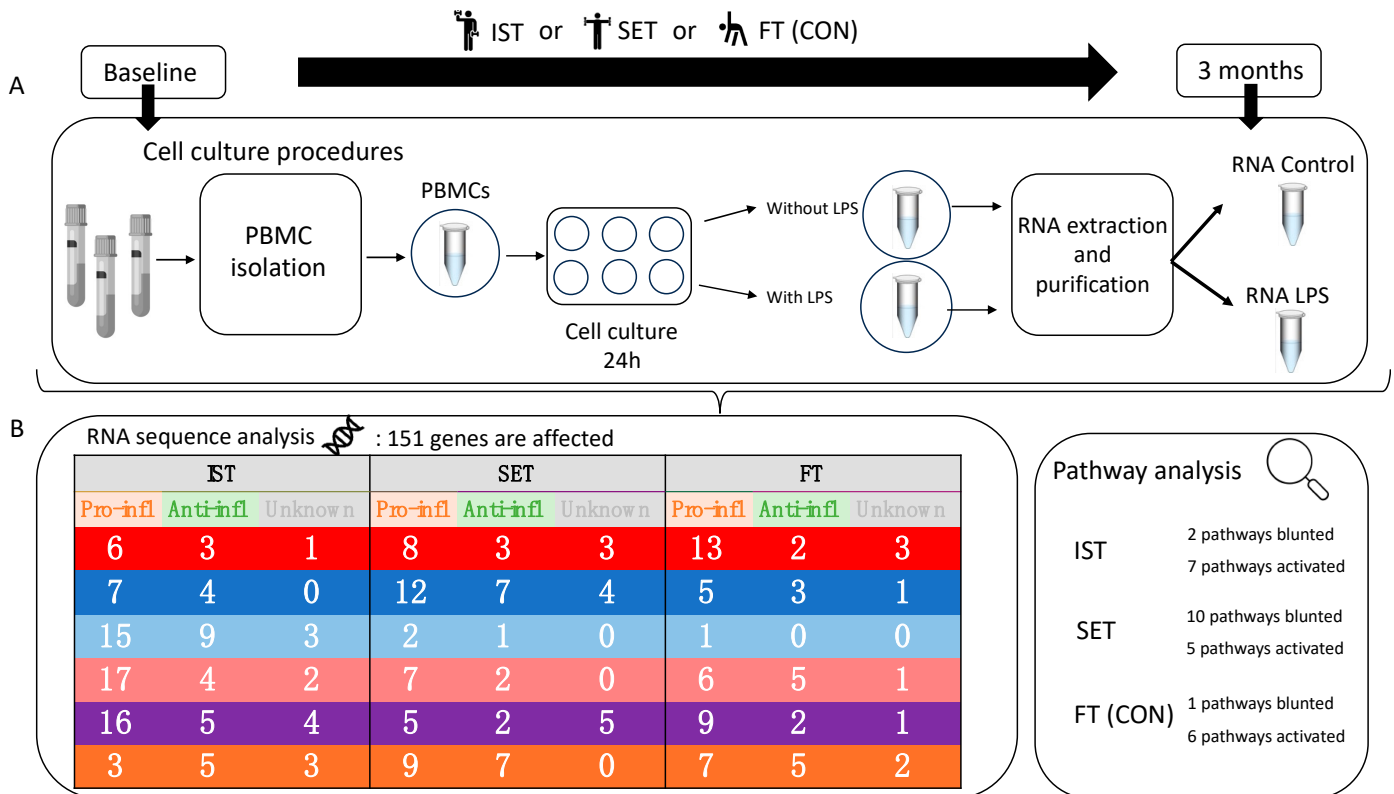 IST or SET or FT (CON)
Baseline
3 months
A
Cell culture procedures
PBMC
isolation
PBMCs
Cell culture
24h
Without LPS
With LPS
RNA extraction
and
purification
RNA Control
RNA LPS
B
RNA sequence analysis : 151 genes are affected
IST SET FT
Pro-infl Anti-infl Unknown Pro-infl Anti-infl Unknown Pro-infl Anti-infl Unknown
6 3 1 8 3 3 13 2 3
7 4 0 12 7 4 5 3 1
15 9 3 2 1 0 1 0 0
17 4 2 7 2 0 6 5 1
16 5 4 5 2 5 9 2 1
3 5 3 9 7 0 7 5 2
Pathway analysis
IST
2 pathways blunted
7 pathways activated
SET
10 pathways blunted
5 pathways activated
FT (CON)
1 pathways blunted
6 pathways activated